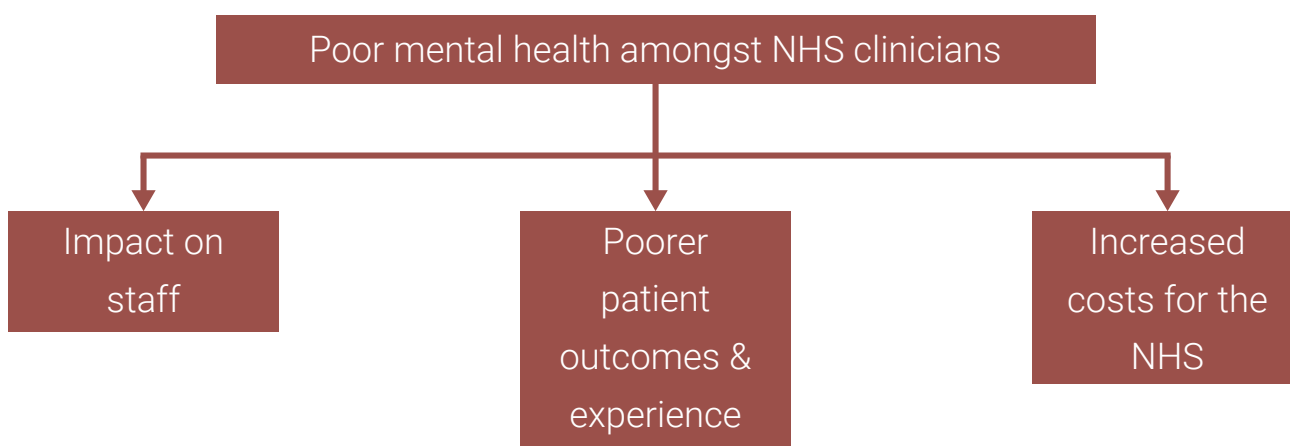 Poor mental health amongst NHS clinicians
Impact on
staff
Poorer
patient
outcomes &
experience
Increased
costs for the
NHS